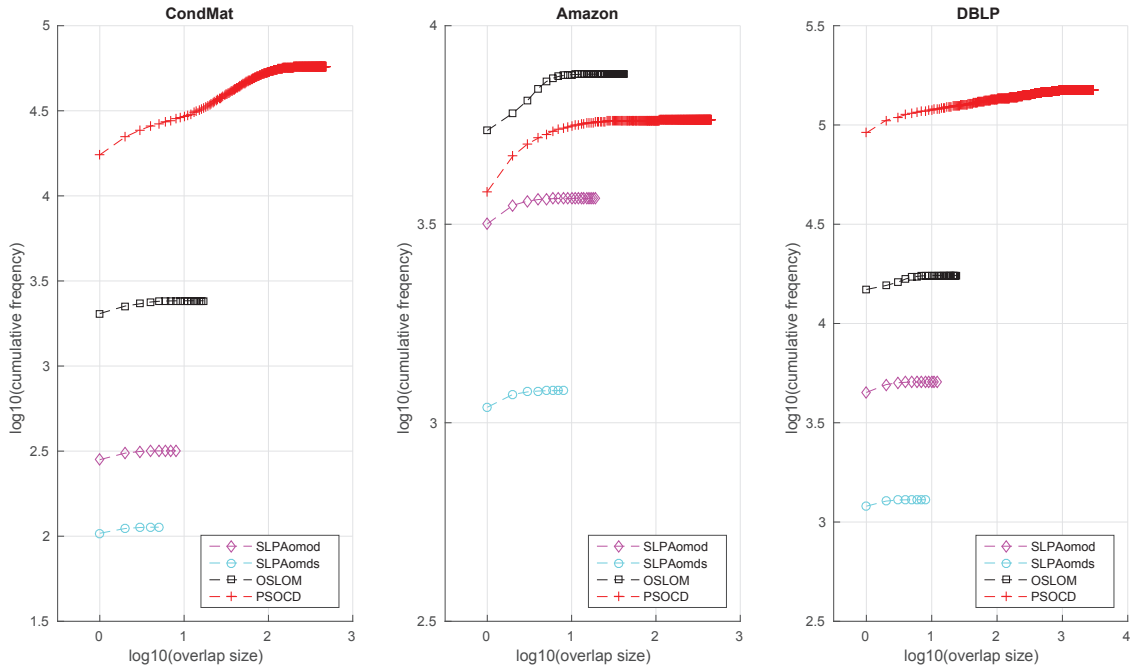 CondMat
5
4.5
4
3.5
3
2.5
2
1.5
0
1
2
3
log10(cumulative freqency)
log10(overlap size)
SLPAomod
SLPAomds
OSLOM
PSOCD
Amazon
4
3.5
3
2.5
0
1
2
3
log10(cumulative freqency)
log10(overlap size)
SLPAomod
SLPAomds
OSLOM
PSOCD
DBLP
5.5
5
4.5
4
3.5
3
2.5
0
1
2
3
4
log10(cumulative freqency)
log10(overlap size)
SLPAomod
SLPAomds
OSLOM
PSOCD